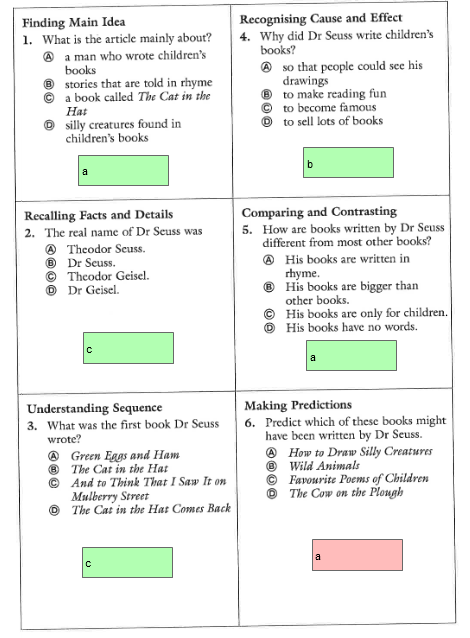 Finding Main Idea
1. What is the article mainly about?
Ⓐ a man who wrote children's
books
Ⓑ stories that are told in rhyme
Ⓒ a book called The Cat in the
Hat
Ⓓ silly creatures found in
children's books
a
Recalling Facts and Details
2. The real name of Dr Seuss was
Ⓐ Theodor Seuss.
Ⓑ Dr Seuss.
Ⓒ Theodor Geisel.
Ⓓ Dr Geisel.
c
Understanding Sequence
3. What was the first book Dr Seuss
wrote?
Ⓐ Green Eggs and Ham
Ⓑ The Cat in the Hat
Ⓒ And to Think That I Saw It on
Mulberry Street
Ⓓ The Cat in the Hat Comes Back
c
Recognising Cause and Effect
4. Why did Dr Seuss write children's
books?
Ⓐ so that people could see his
drawings
Ⓑ to make reading fun
Ⓒ to become famous
Ⓓ to sell lots of books
b
Comparing and Contrasting
5. How are books written by Dr Seuss
different from most other books?
Ⓐ His books are written in
rhyme.
Ⓑ His books are bigger than
other books.
Ⓒ His books are only for children.
Ⓓ His books have no words.
a
Making Predictions
6. Predict which of these books might
have been written by Dr Seuss.
Ⓐ How to Draw Silly Creatures
Ⓑ Wild Animals
Ⓒ Favourite Poems of Children
Ⓓ The Cow on the Plough
a